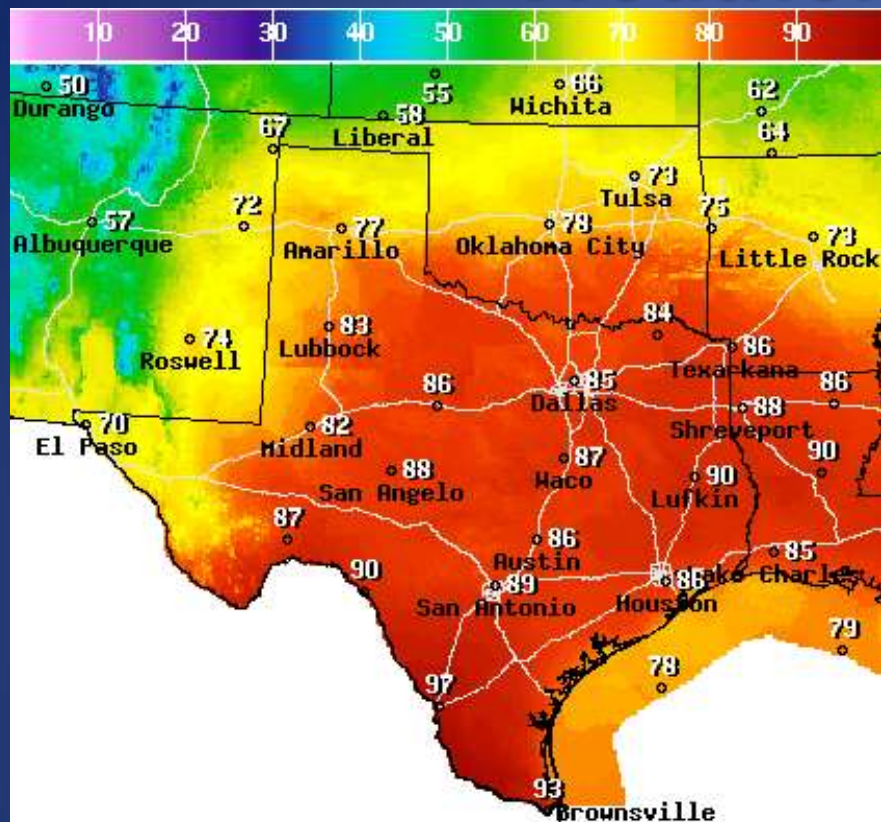 10 20 30 40 50 60 70 80 90
50 55 66 62
Durango Wichita
58
Liberal
67 64
73
Tulsa
57 72 77 78 75 73
Albuquerque Amarillo Oklahoma City Little Rock
74 83 84 86
Roswell Lubbock Texarkana
85
Dallas
86 88 86
Shreveport
70 82
El Paso Midland
88 87 90 90
San Angelo Waco Lufkin
87 86 85
Austin
90 89 86 Lake Charles
San Antonio Houston
79
97 78
93
Brownsville